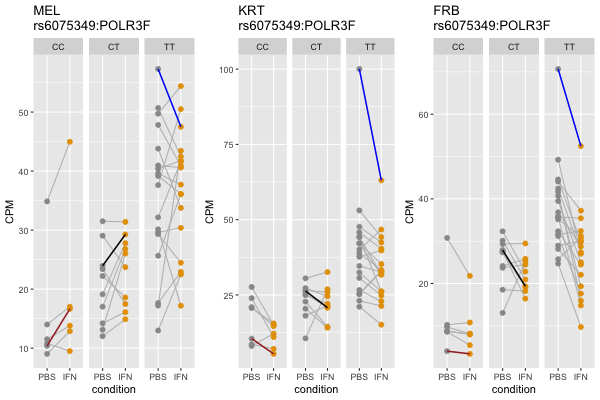 MEL
rs6075349:POLR3F
CC CT TT
CPM
50
40
30
20
10
PBS IFN PBS IFN PBS IFN
condition
KRT
rs6075349:POLR3F
CC CT TT
CPM
100
75
50
25
PBS IFN PBS IFN PBS IFN
condition
FRB
rs6075349:POLR3F
CC CT TT
CPM
60
40
20
PBS IFN PBS IFN PBS IFN
condition